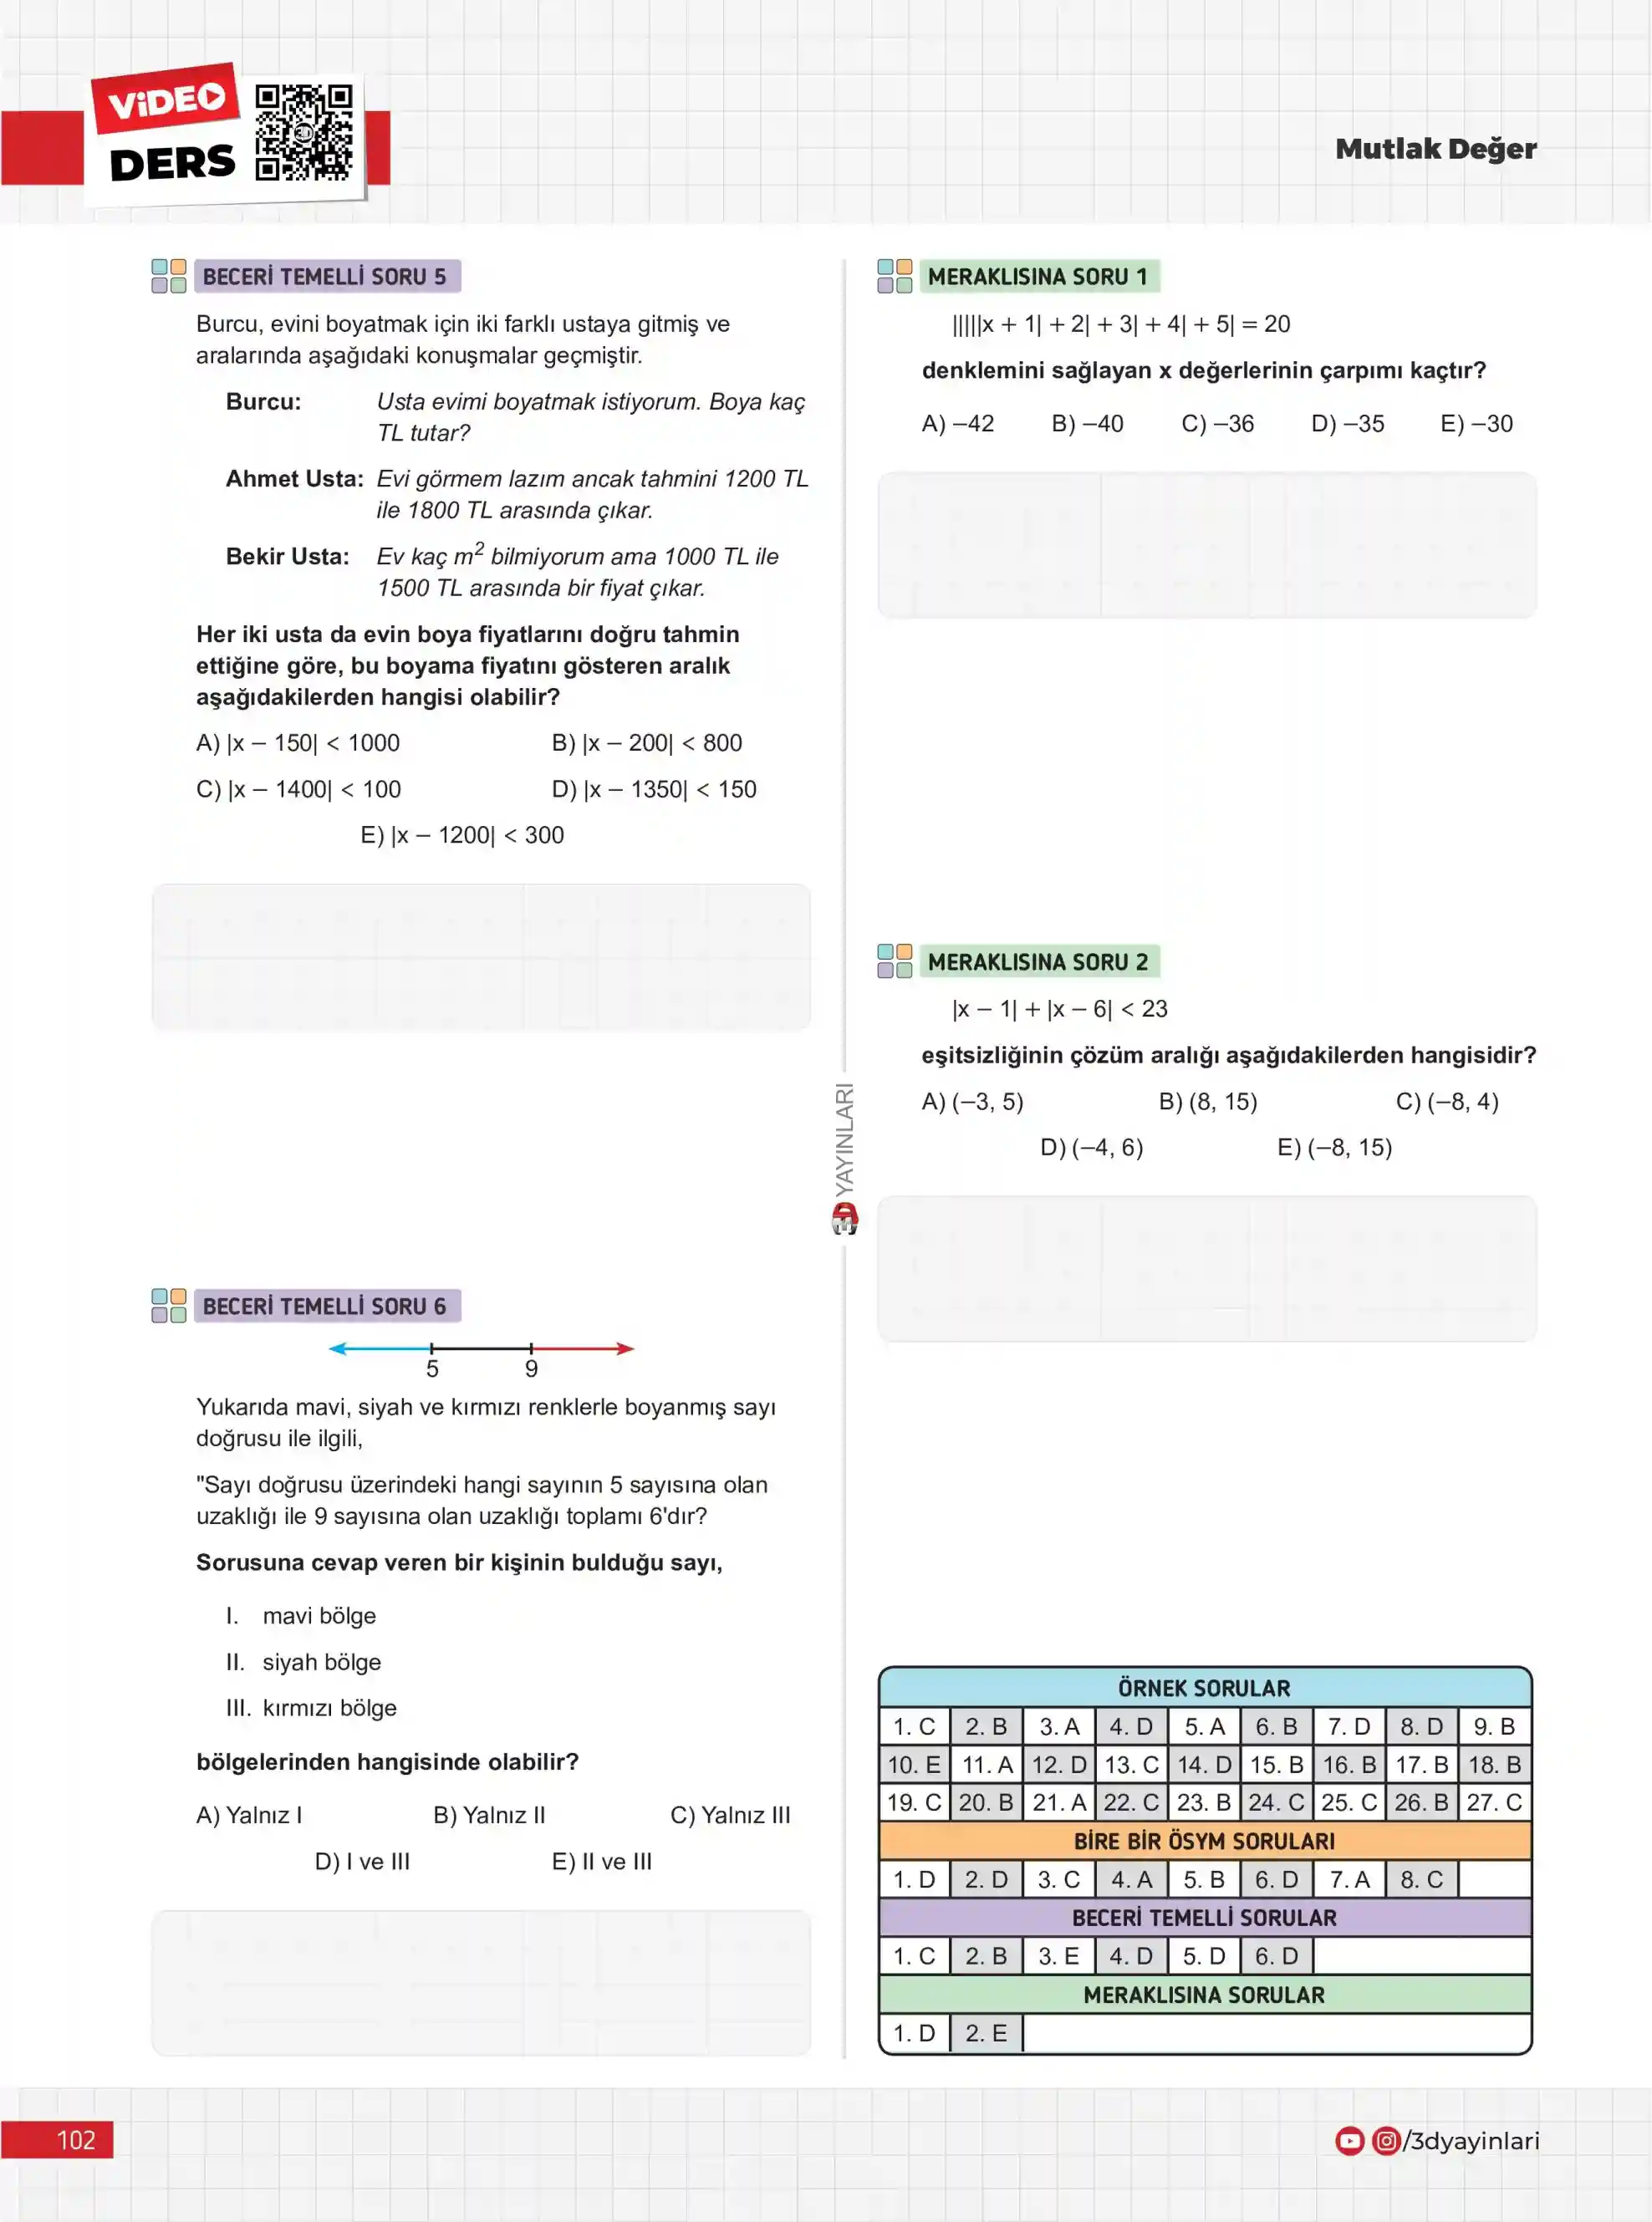 ViDEO
DERS
Mutlak Değer
BECERİ TEMELLİ SORU 5
Burcu, evini boyatmak için iki farklı ustaya gitmiş ve
aralarında aşağıdaki konuşmalar geçmiştir.
Burcu: Usta evimi boyatmak istiyorum. Boya kaç
TL tutar?
Ahmet Usta: Evi görmem lazım ancak tahmini 1200 TL
ile 1800 TL arasında çıkar.
Bekir Usta: Ev kaç m² bilmiyorum ama 1000 TL ile
1500 TL arasında bir fiyat çıkar.
Her iki usta da evin boya fiyatlarını doğru tahmin
ettiğine göre, bu boyama fiyatını gösteren aralık
aşağıdakilerden hangisi olabilir?
A) |x – 150| < 1000 B) |x – 200| < 800
C) |x – 1400| < 100 D) |x – 1350| < 150
E) |x – 1200| < 300
BECERİ TEMELLİ SORU 6
5 9
Yukarıda mavi, siyah ve kırmızı renklerle boyanmış sayı
doğrusu ile ilgili,
"Sayı doğrusu üzerindeki hangi sayının 5 sayısına olan
uzaklığı ile 9 sayısına olan uzaklığı toplamı 6'dır?
Sorusuna cevap veren bir kişinin bulduğu sayı,
I. mavi bölge
II. siyah bölge
III. kırmızı bölge
bölgelerinden hangisinde olabilir?
A) Yalnız I B) Yalnız II C) Yalnız III
D) I ve III E) II ve III
YAYINLARI
MERAKLISINA SORU 1
|||||x + 1| + 2| + 3| + 4| + 5| = 20
denklemini sağlayan x değerlerinin çarpımı kaçtır?
A) –42 B) –40 C) –36 D) –35 E) –30
MERAKLISINA SORU 2
|x – 1| + |x – 6| < 23
eşitsizliğinin çözüm aralığı aşağıdakilerden hangisidir?
A) (–3, 5) B) (8, 15) C) (–8, 4)
D) (–4, 6) E) (–8, 15)
ÖRNEK SORULAR
1. C 2. B 3. A 4. D 5. A 6. B 7. D 8. D 9. B
10. E 11. A 12. D 13. C 14. D 15. B 16. B 17. B 18. B
19. C 20. B 21. A 22. C 23. B 24. C 25. C 26. B 27. C
BİRE BİR ÖSYM SORULARI
1. D 2. D 3. C 4. A 5. B 6. D 7. A 8. C
BECERİ TEMELLİ SORULAR
1. C 2. B 3. E 4. D 5. D 6. D
MERAKLISINA SORULAR
1. D 2. E
102
/3dyayinlari